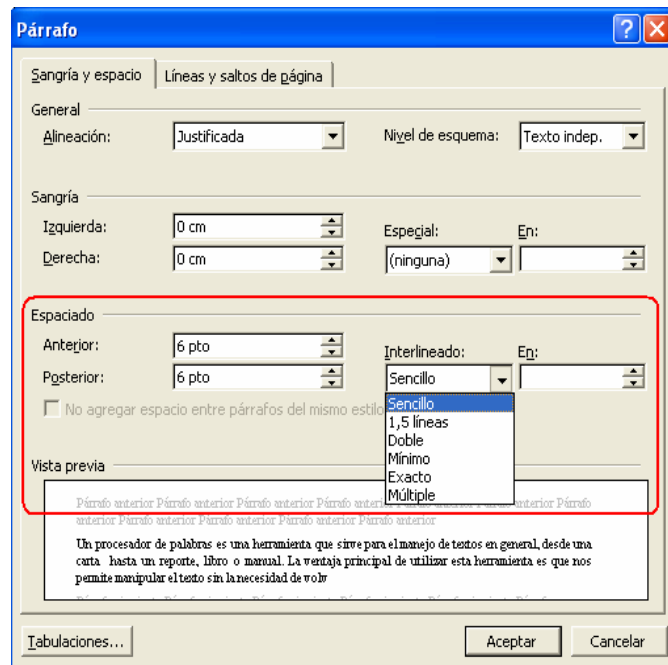 Párrafo
Sangría y espacio Líneas y saltos de página
General
Alineación: Justificada Nivel de esquema: Texto indep.
Sangría
Izquierda: 0 cm Especial: En:
Derecha: 0 cm (ninguna)
Espaciado
Anterior: 6 pto Interlineado: En:
Posterior: 6 pto Sencillo
No agregar espacio entre párrafos del mismo estilo
Sencillo
1,5 líneas
Doble
Mínimo
Exacto
Múltiple
Vista previa
Párrafo anterior Párrafo anterior Párrafo anterior Párrafo anterior anterior Párrafo
anterior Párrafo anterior Párrafo anterior Párrafo anterior Párrafo anterior
Un procesador de palabras es una herramienta que sirve para el manejo de textos en general, desde una
carta hasta un reporte, libro o manual. La ventaja principal de utilizar esta herramienta es que nos
permite manipular el texto sin la necesidad de volv
Tabulaciones... Aceptar Cancelar